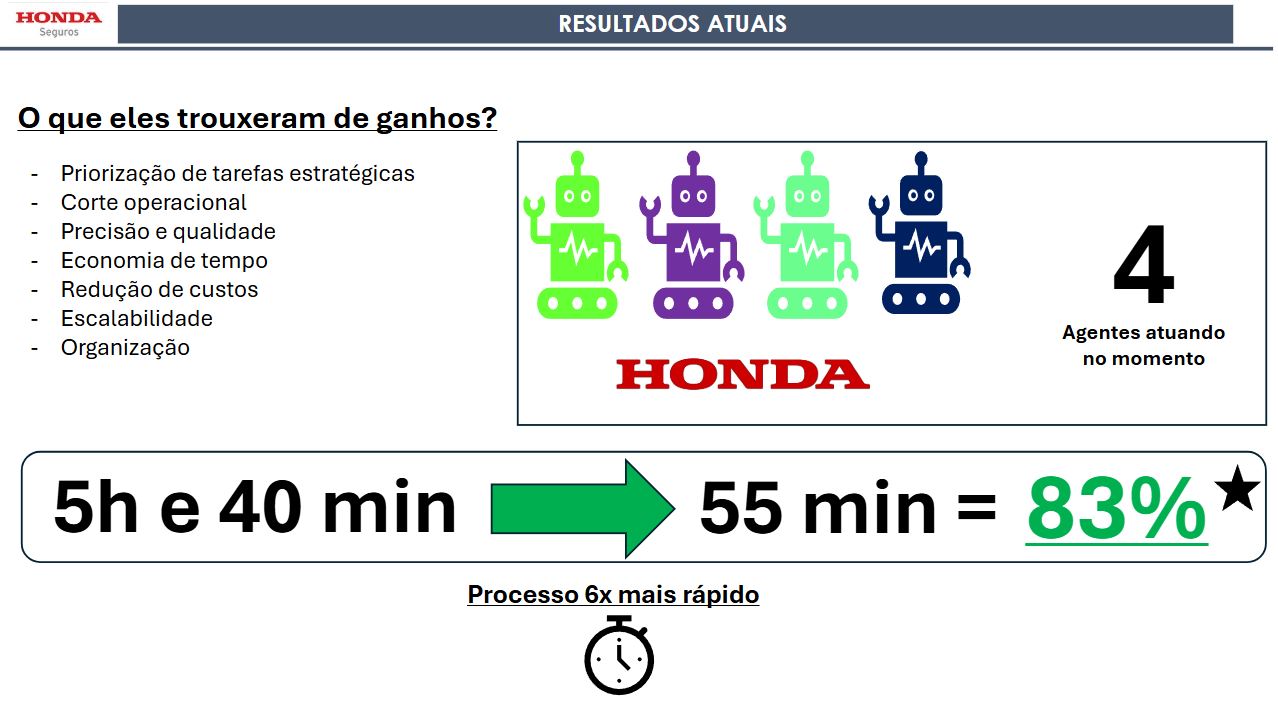 HONDA
Seguros
RESULTADOS ATUAIS
O que eles trouxeram de ganhos?
- Priorização de tarefas estratégicas
- Corte operacional
- Precisão e qualidade
- Economia de tempo
- Redução de custos
- Escalabilidade
- Organização
4
Agentes atuando
no momento
HONDA
5h e 40 min
55 min = 83%
Processo 6x mais rápido